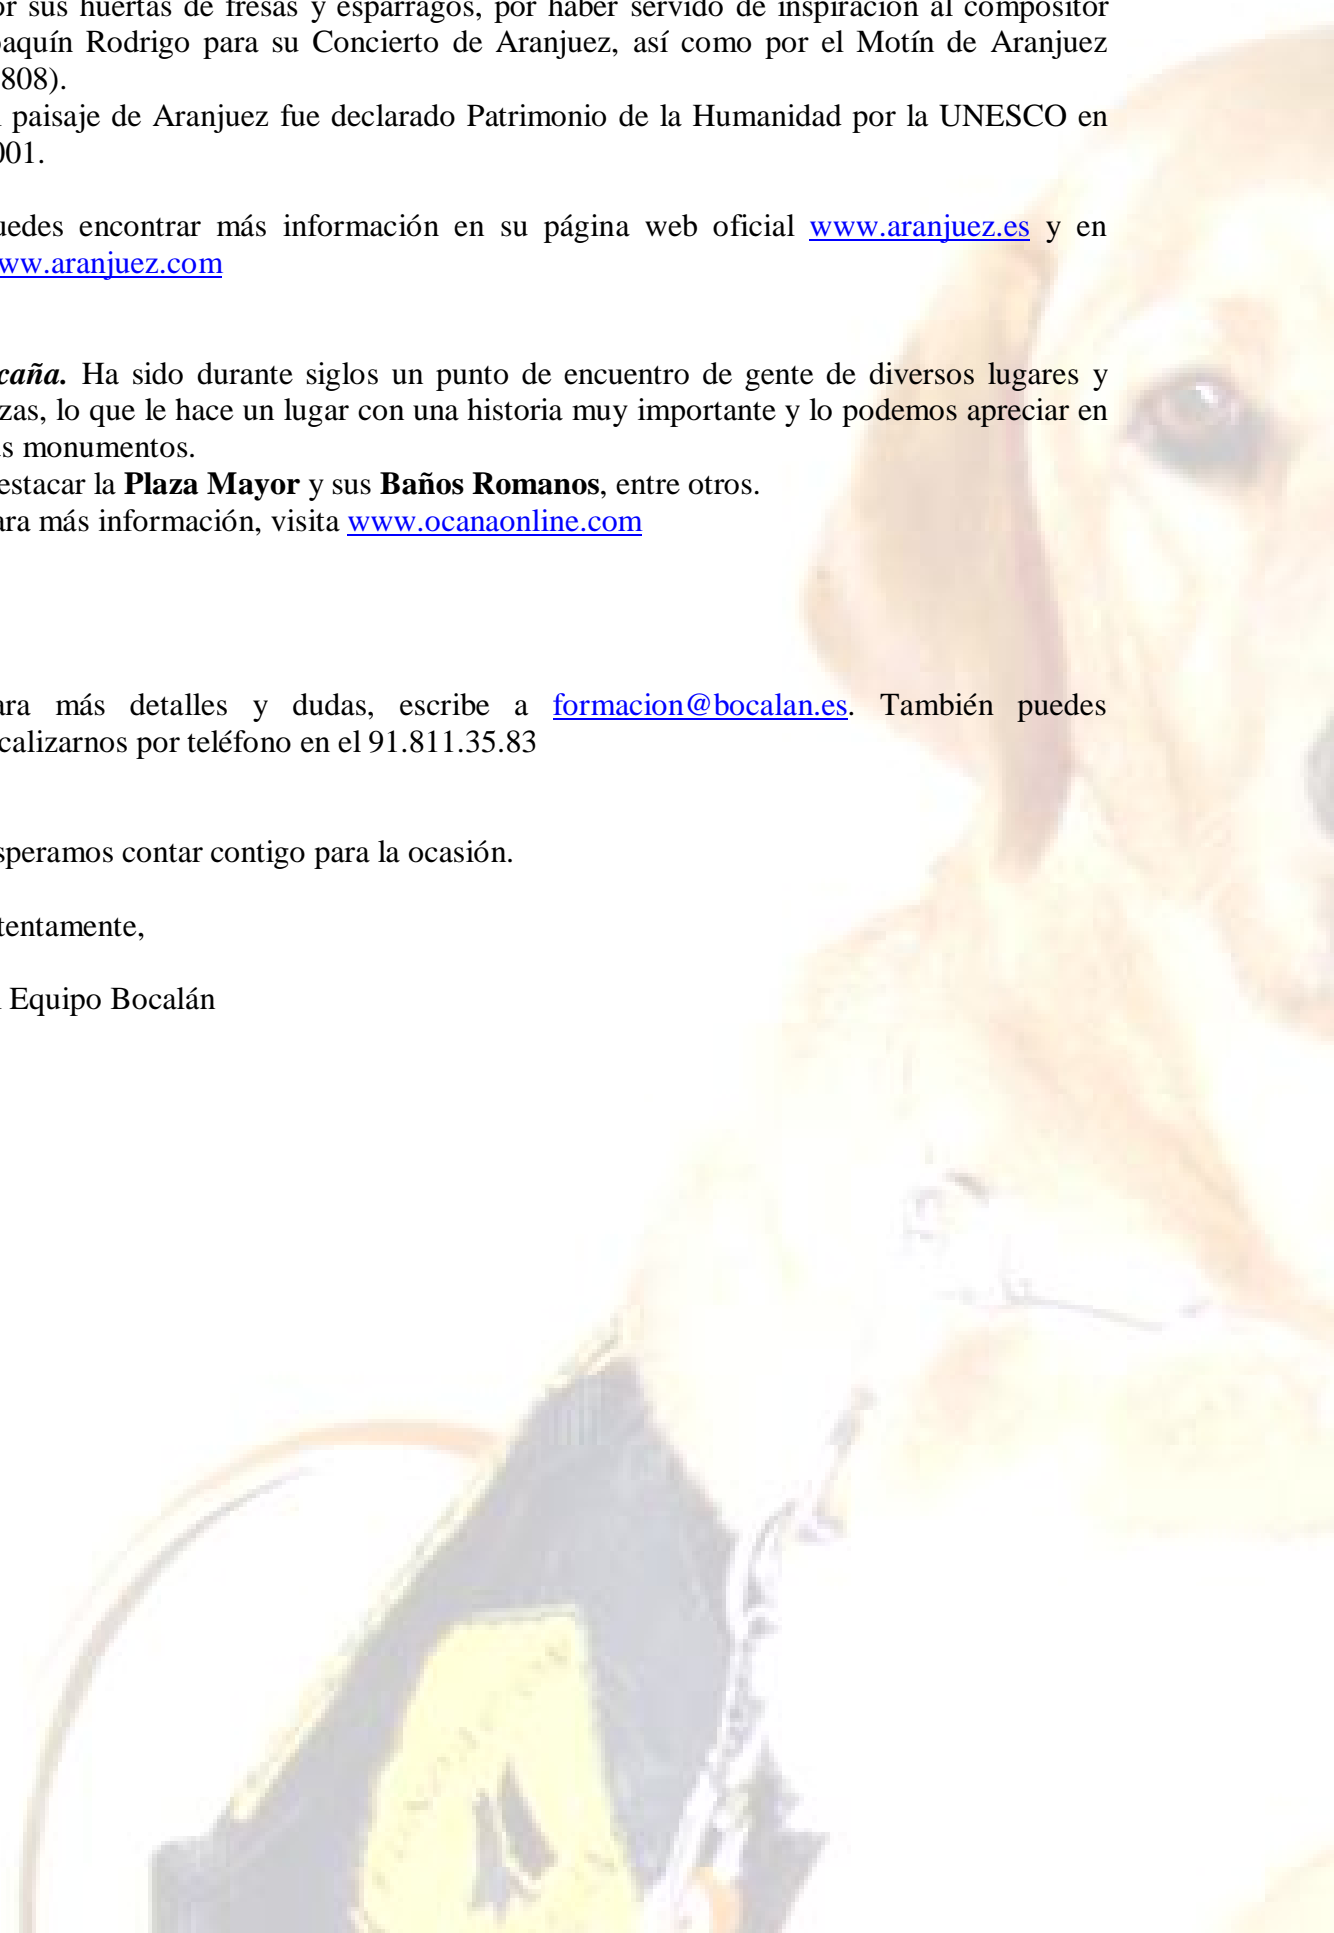 or sus huertas de fresas y espárragos, por haber servido de inspiración al compositor
oaquín Rodrigo para su Concierto de Aranjuez, así como por el Motín de Aranjuez
808).
l paisaje de Aranjuez fue declarado Patrimonio de la Humanidad por la UNESCO en
001.
uedes encontrar más información en su página web oficial www.aranjuez.es y en
ww.aranjuez.com
caña. Ha sido durante siglos un punto de encuentro de gente de diversos lugares y
zas, lo que le hace un lugar con una historia muy importante y lo podemos apreciar en
s monumentos.
estacar la Plaza Mayor y sus Baños Romanos, entre otros.
ara más información, visita www.ocanaonline.com
ara más detalles y dudas, escribe a formacion@bocalan.es. También puedes
calizarnos por teléfono en el 91.811.35.83
speramos contar contigo para la ocasión.
tentamente,
l Equipo Bocalán